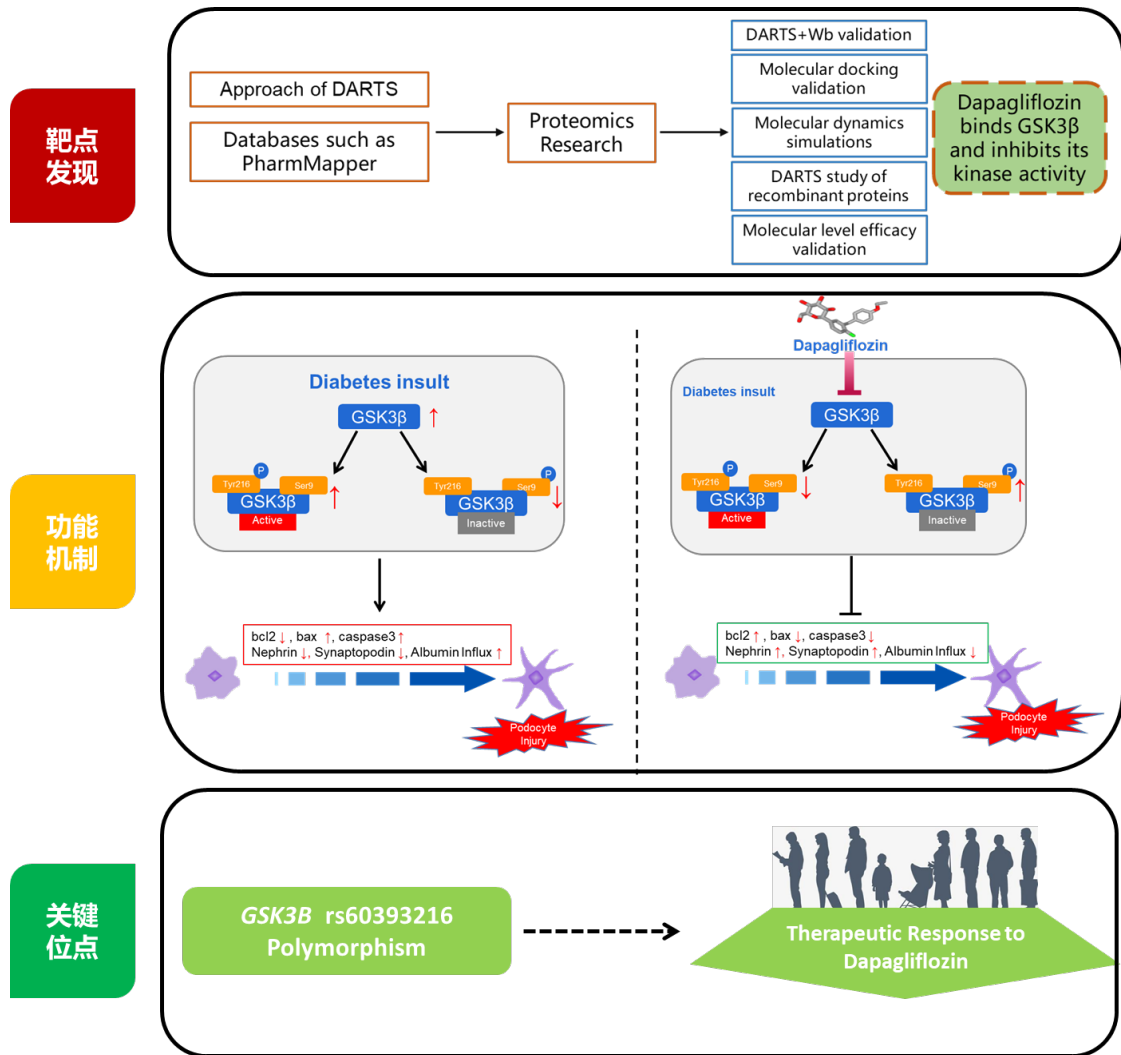 靶点
发现
Approach of DARTS
Databases such as
PharmMapper
Proteomics
Research
DARTS+Wb validation
Molecular docking
validation
Molecular dynamics
simulations
DARTS study of
recombinant proteins
Molecular level efficacy
validation
Dapagliflozin
binds GSK3β
and inhibits its
kinase activity
功能
机制
Diabetes insult
GSK3β ↑
P
Tyr216
Ser9
GSK3β ↑
Active
P
Tyr216
Ser9
GSK3β ↓
Inactive
bcl2 ↓ , bax ↑ , caspase3 ↑
Nephrin ↓, Synaptopodin ↓, Albumin Influx ↑
Podocyte
Injury
Dapagliflozin
Diabetes insult
GSK3β
P
Tyr216
Ser9
GSK3β ↓
Active
P
Tyr216
Ser9
GSK3β ↑
Inactive
bcl2 ↑ , bax ↓, caspase3 ↓
Nephrin ↑, Synaptopodin ↑, Albumin Influx ↓
Podocyte
Injury
关键
位点
GSK3B rs60393216
Polymorphism
Therapeutic Response to
Dapagliflozin